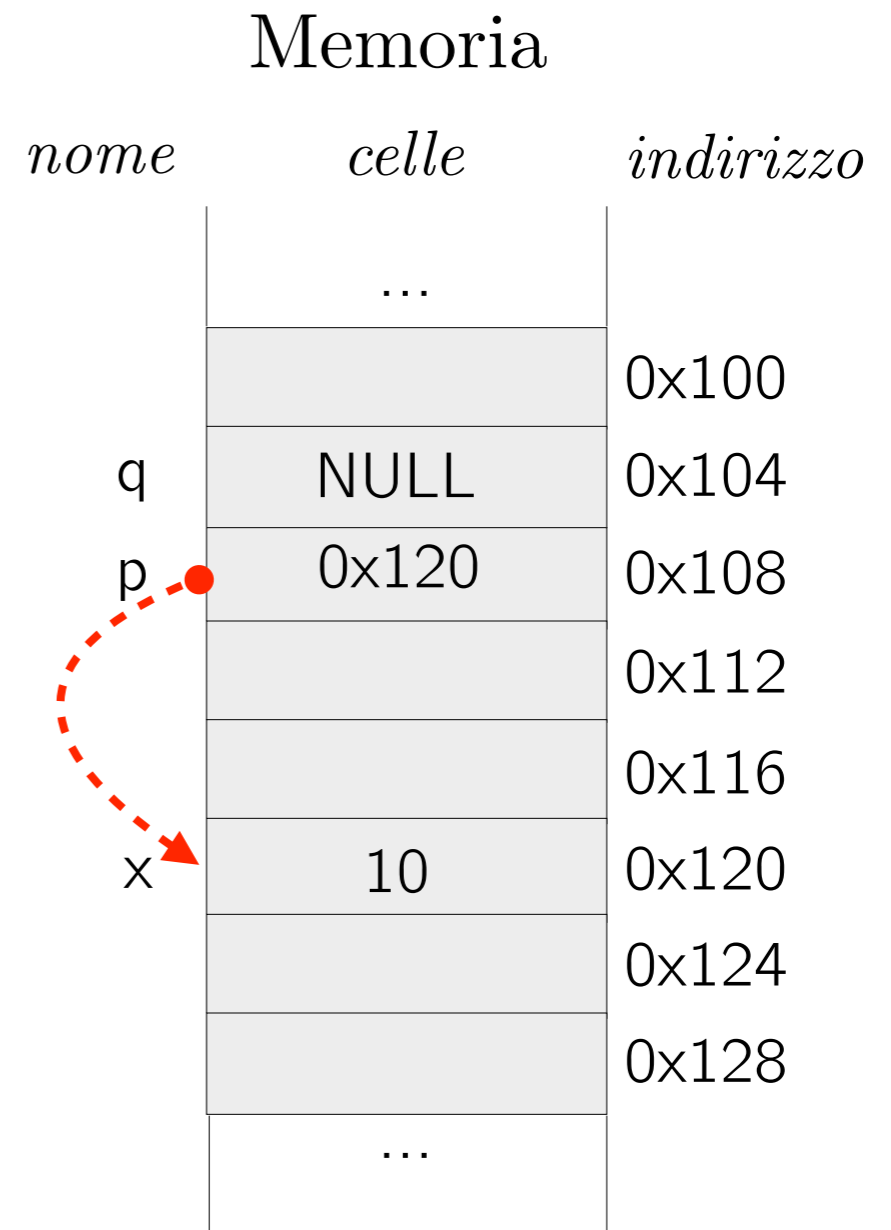 Memoria
nome celle indirizzo
...
0x100
q NULL 0x104
p 0x120 0x108
0x112
0x116
x 10 0x120
0x124
0x128
...